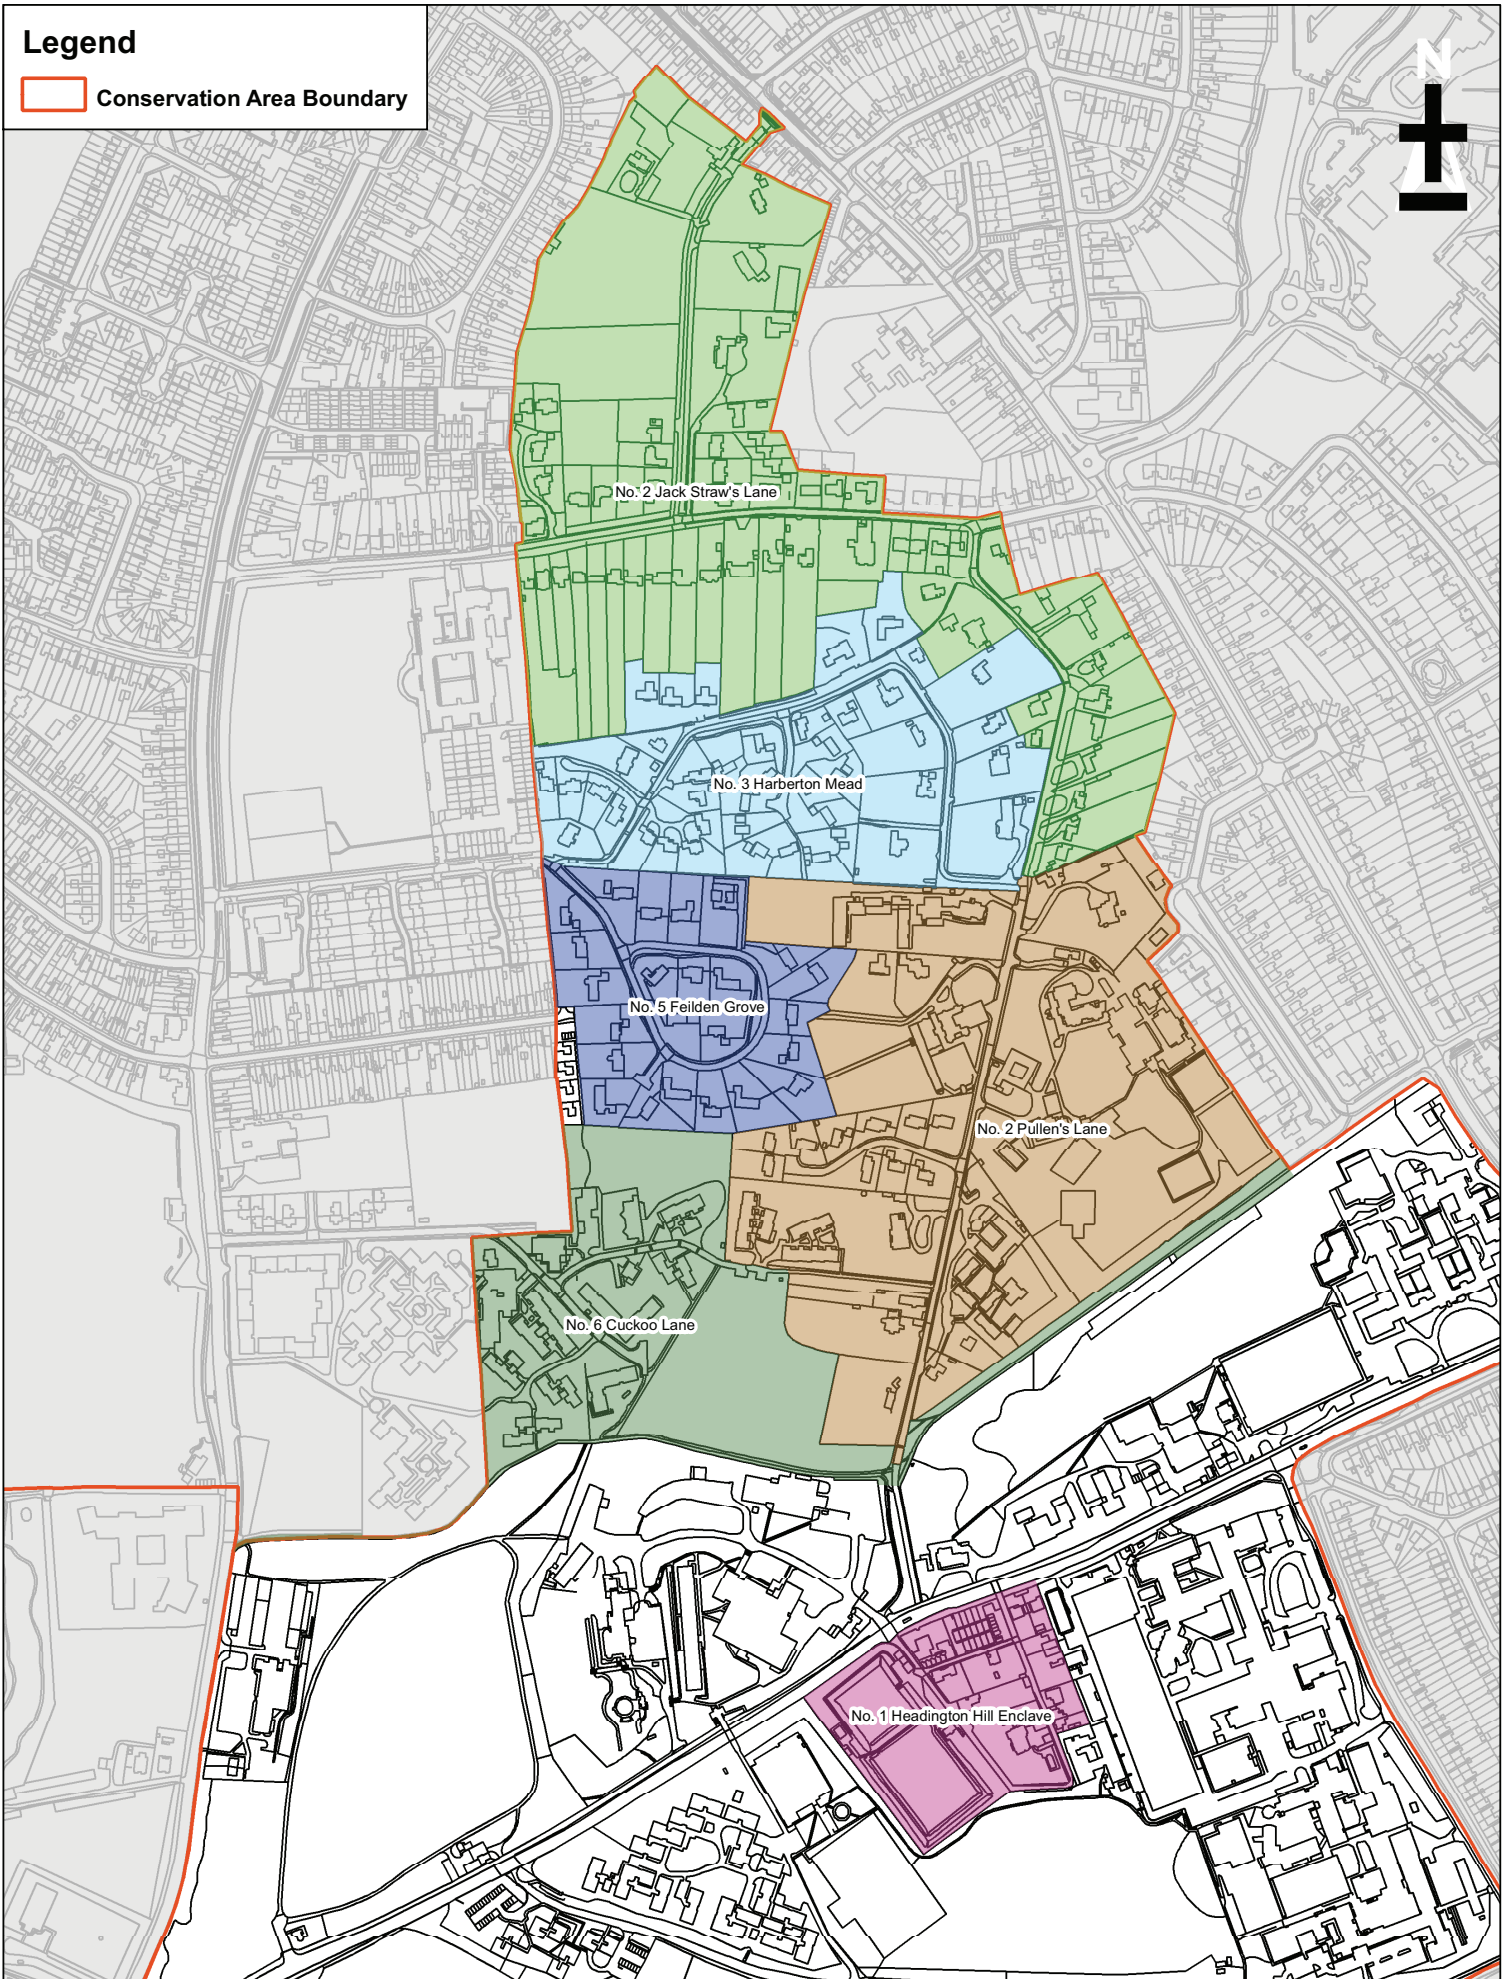 Legend
Conservation Area Boundary
N
No. 2 Jack Straw's Lane
No. 3 Harberton Mead
No. 5 Feilden Grove
No. 2 Pullen's Lane
No. 6 Cuckoo Lane
No. 1 Headington Hill Enclave